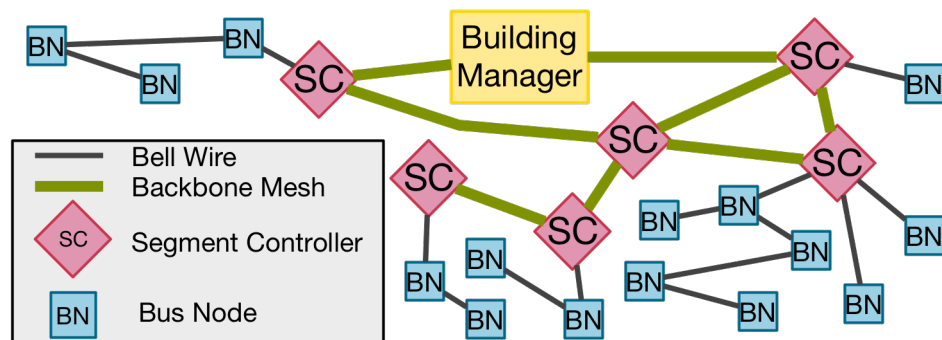 BN
BN
BN
SC
Building
Manager
SC
BN
SC
SC
SC
SC
BN
BN
BN
BN
BN
BN
BN
BN
BN
BN
BN
BN
Bell Wire
Backbone Mesh
SC
Segment Controller
BN
Bus Node